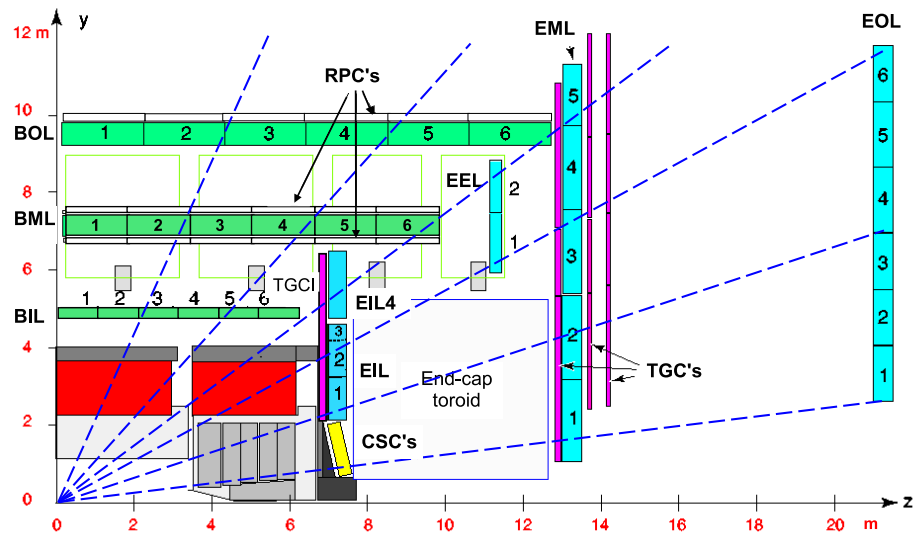 12 m
y
EML
EOL
RPC's
6
5
10
BOL
1 2 3 4 5 6
5
4
EEL
2
8
4
BML
1 2 3 4 5 6
1
3
3
6
TGCI
1 2 3 4 5 6
EIL4
BIL
2
2
3
4
2
EIL
TGC's
1
End-cap
toroid
1
1
2
CSC's
0
z
0 2 4 6 8 10 12 14 16 18 20 m